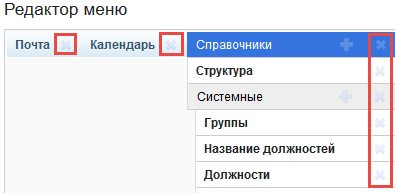 Редактор меню
Почта Календарь Справочники
Структура
Системные
Группы
Название должностей
Должности